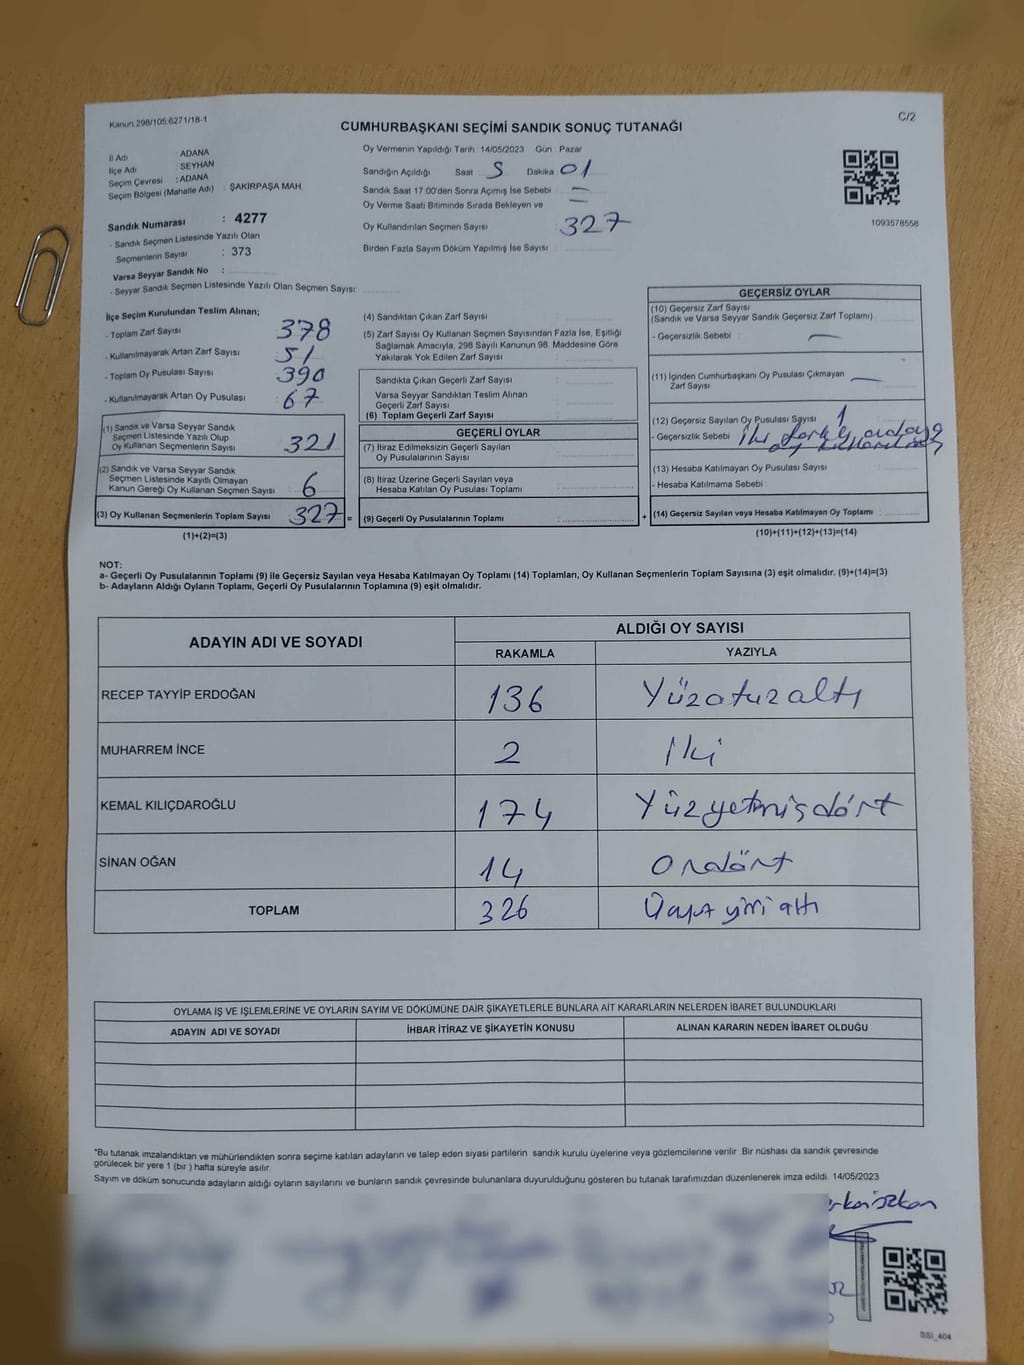 Kanun.298/105.6271/18-1
C/2
CUMHURBAŞKANI SEÇİMİ SANDIK SONUÇ TUTANAĞI
İl Adı : ADANA
İlçe Adı : SEYHAN
Seçim Çevresi : ADANA
Seçim Bölgesi (Mahalle Adı) : ŞAKİRPAŞA MAH.
Sandık Numarası : 4277
- Sandık Seçmen Listesinde Yazılı Olan
Seçmenlerin Sayısı : 373
Varsa Seyyar Sandık No :
- Seyyar Sandık Seçmen Listesinde Yazılı Olan Seçmen Sayısı:
Oy Vermenin Yapıldığı Tarih :14/05/2023 Gün : Pazar
Sandığın Açıldığı Saat 5 Dakika 01
Sandık Saat 17:00'den Sonra Açımış İse Sebebi : –
Oy Verme Saati Bitiminde Sırada Bekleyen ve
Oy Kullandırılan Seçmen Sayısı : 327
Birden Fazla Sayım Döküm Yapılmış İse Sayısı :
1093578558
İlçe Seçim Kurulundan Teslim Alınan;
- Toplam Zarf Sayısı : 378
- Kullanılmayarak Artan Zarf Sayısı : 51
- Toplam Oy Pusulası Sayısı : 390
- Kullanılmayarak Artan Oy Pusulası : 67
(1) Sandık ve Varsa Seyyar Sandık
Seçmen Listesinde Yazılı Olup
Oy Kullanan Seçmenlerin Sayısı : 321
(2) Sandık ve Varsa Seyyar Sandık
Seçmen Listesinde Kayıtlı Olmayan
Kanun Gereği Oy Kullanan Seçmen Sayısı : 6
(3) Oy Kullanan Seçmenlerin Toplam Sayısı : 327 =
(1)+(2)=(3)
(4) Sandıktan Çıkan Zarf Sayısı :
(5) Zarf Sayısı Oy Kullanan Seçmen Sayısından Fazla İse, Eşitliği
Sağlamak Amacıyla, 298 Sayılı Kanunun 98. Maddesine Göre
Yakılarak Yok Edilen Zarf Sayısı :
Sandıkta Çıkan Geçerli Zarf Sayısı :
Varsa Seyyar Sandıktan Teslim Alınan
Geçerli Zarf Sayısı :
(6) Toplam Geçerli Zarf Sayısı :
GEÇERLİ OYLAR
(7) İtiraz Edilmeksizin Geçerli Sayılan
Oy Pusulalarının Sayısı :
(8) İtiraz Üzerine Geçerli Sayılan veya
Hesaba Katılan Oy Pusulası Toplamı :
(9) Geçerli Oy Pusulalarının Toplamı : +
GEÇERSİZ OYLAR
(10) Geçersiz Zarf Sayısı
(Sandık ve Varsa Seyyar Sandık Geçersiz Zarf Toplamı) :
- Geçersizlik Sebebi : –
(11) İçinden Cumhurbaşkanı Oy Pusulası Çıkmayan
Zarf Sayısı : –
(12) Geçersiz Sayılan Oy Pusulası Sayısı : 1
- Geçersizlik Sebebi : iki farklı adaya
oy
(13) Hesaba Katılmayan Oy Pusulası Sayısı :
- Hesaba Katılmama Sebebi :
(14) Geçersiz Sayılan veya Hesaba Katılmayan Oy Toplamı :
(10)+(11)+(12)+(13)=(14)
NOT:
a- Geçerli Oy Pusulalarının Toplamı (9) ile Geçersiz Sayılan veya Hesaba Katılmayan Oy Toplamı (14) Toplamları, Oy Kullanan Seçmenlerin Toplam Sayısına (3) eşit olmalıdır. (9)+(14)=(3)
b- Adayların Aldığı Oyların Toplamı, Geçerli Oy Pusulalarının Toplamına (9) eşit olmalıdır.
ADAYIN ADI VE SOYADI
ALDIĞI OY SAYISI
RAKAMLA YAZIYLA
RECEP TAYYİP ERDOĞAN 136 Yüzotuzaltı
MUHARREM İNCE 2 İki
KEMAL KILIÇDAROĞLU 174 Yüzyetmişdört
SİNAN OĞAN 14 Ondört
TOPLAM 326
OYLAMA İŞ VE İŞLEMLERİNE VE OYLARIN SAYIM VE DÖKÜMÜNE DAİR ŞİKAYETLERLE BUNLARA AİT KARARLARIN NELERDEN İBARET BULUNDUKLARI
ADAYIN ADI VE SOYADI İHBAR İTİRAZ VE ŞİKAYETİN KONUSU ALINAN KARARIN NEDEN İBARET OLDUĞU
*Bu tutanak imzalandıktan ve mühürlendikten sonra seçime katılan adayların ve talep eden siyasi partilerin sandık kurulu üyelerine veya gözlemcilerine verilir. Bir nüshası da sandık çevresinde
görülecek bir yere 1 (bir ) hafta süreyle asılır.
Sayım ve döküm sonucunda adayların aldığı oyların sayılarını ve bunların sandık çevresinde bulunanlara duyurulduğunu gösteren bu tutanak tarafımızdan düzenlenerek imza edildi. 14/05/2023